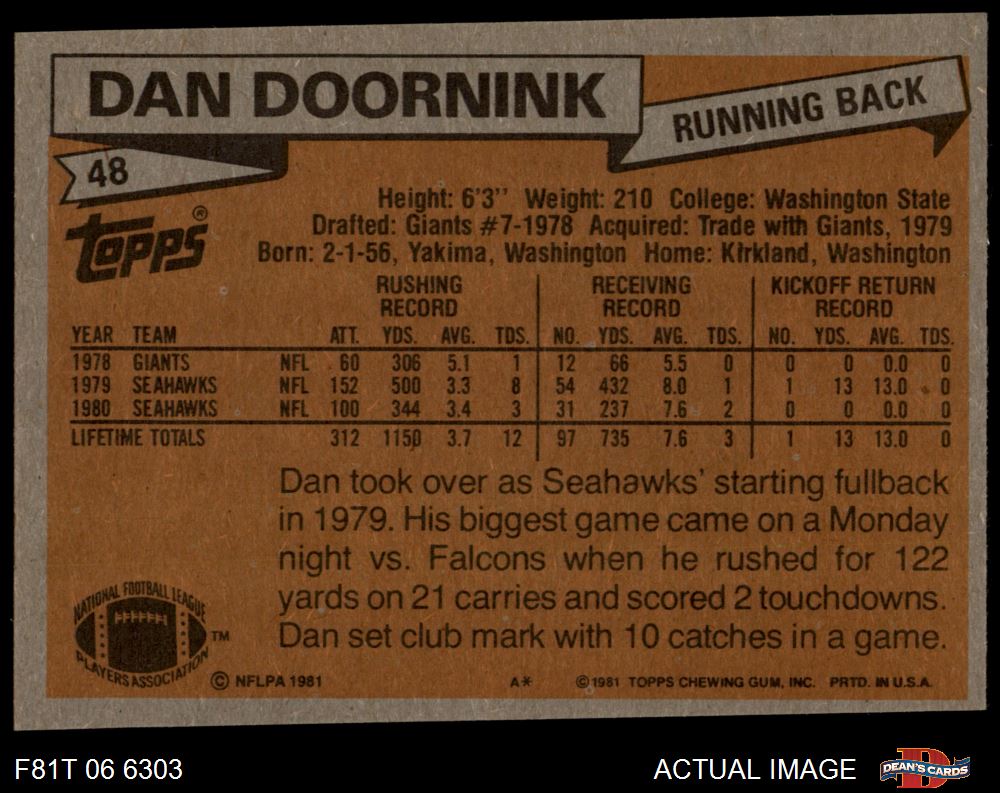 DAN DOORNINK
RUNNING BACK
48
topps®
Height: 6'3" Weight: 210 College: Washington State
Drafted: Giants #7-1978 Acquired: Trade with Giants, 1979
Born: 2-1-56, Yakima, Washington Home: Kirkland, Washington
RUSHING RECORD RECEIVING RECORD KICKOFF RETURN RECORD
YEAR TEAM ATT. YDS. AVG. TDS. NO. YDS. AVG. TDS. NO. YDS. AVG. TDS.
1978 GIANTS NFL 60 306 5.1 1 12 66 5.5 0 0 0 0.0 0
1979 SEAHAWKS NFL 152 500 3.3 8 54 432 8.0 1 1 13 13.0 0
1980 SEAHAWKS NFL 100 344 3.4 3 31 237 7.6 2 0 0 0.0 0
LIFETIME TOTALS 312 1150 3.7 12 97 735 7.6 3 1 13 13.0 0
Dan took over as Seahawks' starting fullback
in 1979. His biggest game came on a Monday
night vs. Falcons when he rushed for 122
yards on 21 carries and scored 2 touchdowns.
Dan set club mark with 10 catches in a game.
NATIONAL FOOTBALL LEAGUE
PLAYERS ASSOCIATION TM
© NFLPA 1981 A* ©1981 TOPPS CHEWING GUM, INC. PRTD. IN U.S.A.
F81T 06 6303 ACTUAL IMAGE D DEAN'S CARDS